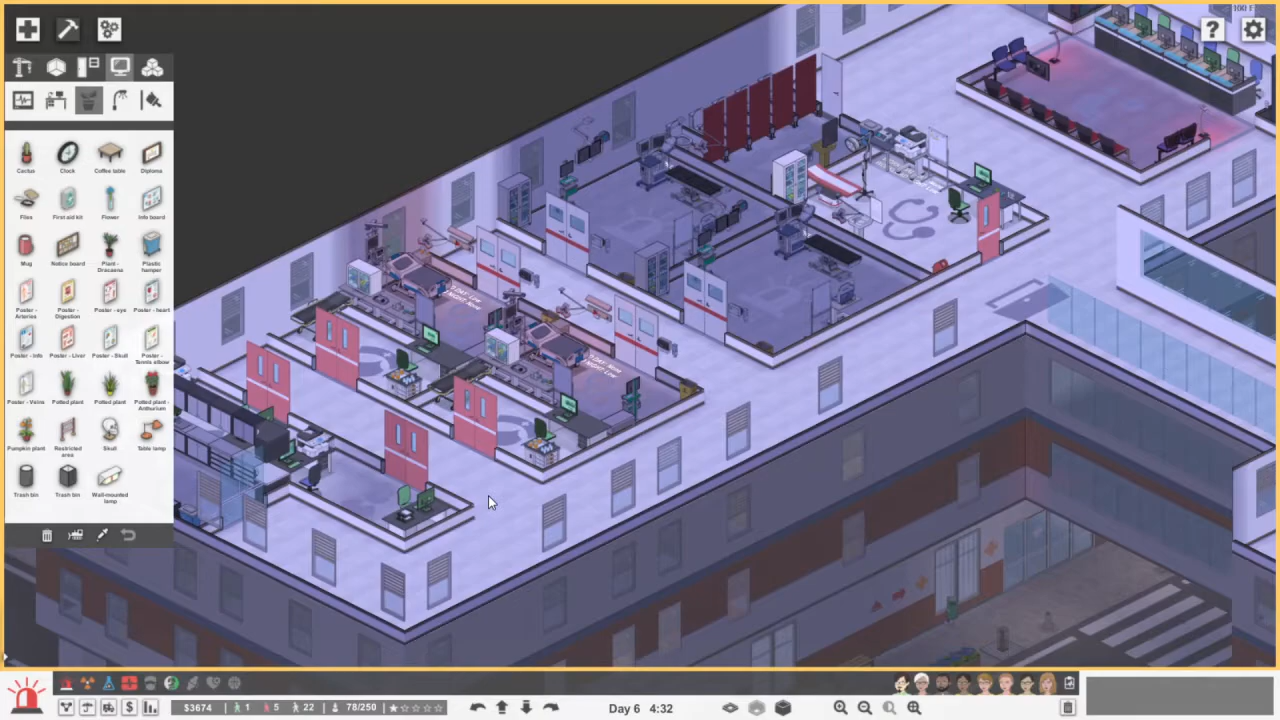 100 F
?
Cactus Clock Coffee table Diploma
Files First aid kit Flower Info board
Mug Notice board Plant - Dracaena Plastic hamper
Poster - Arteries Poster - Digestion Poster - eye Poster - heart
Poster - Info Poster - Liver Poster - Skull Poster - Tennis elbow
Poster - Veins Potted plant Potted plant Potted plant - Anthurium
Pumpkin plant Restricted area Skull Table lamp
Trash bin Trash bin Wall-mounted lamp
$
$3674 1 5 22 78/250
Day 6 4:32